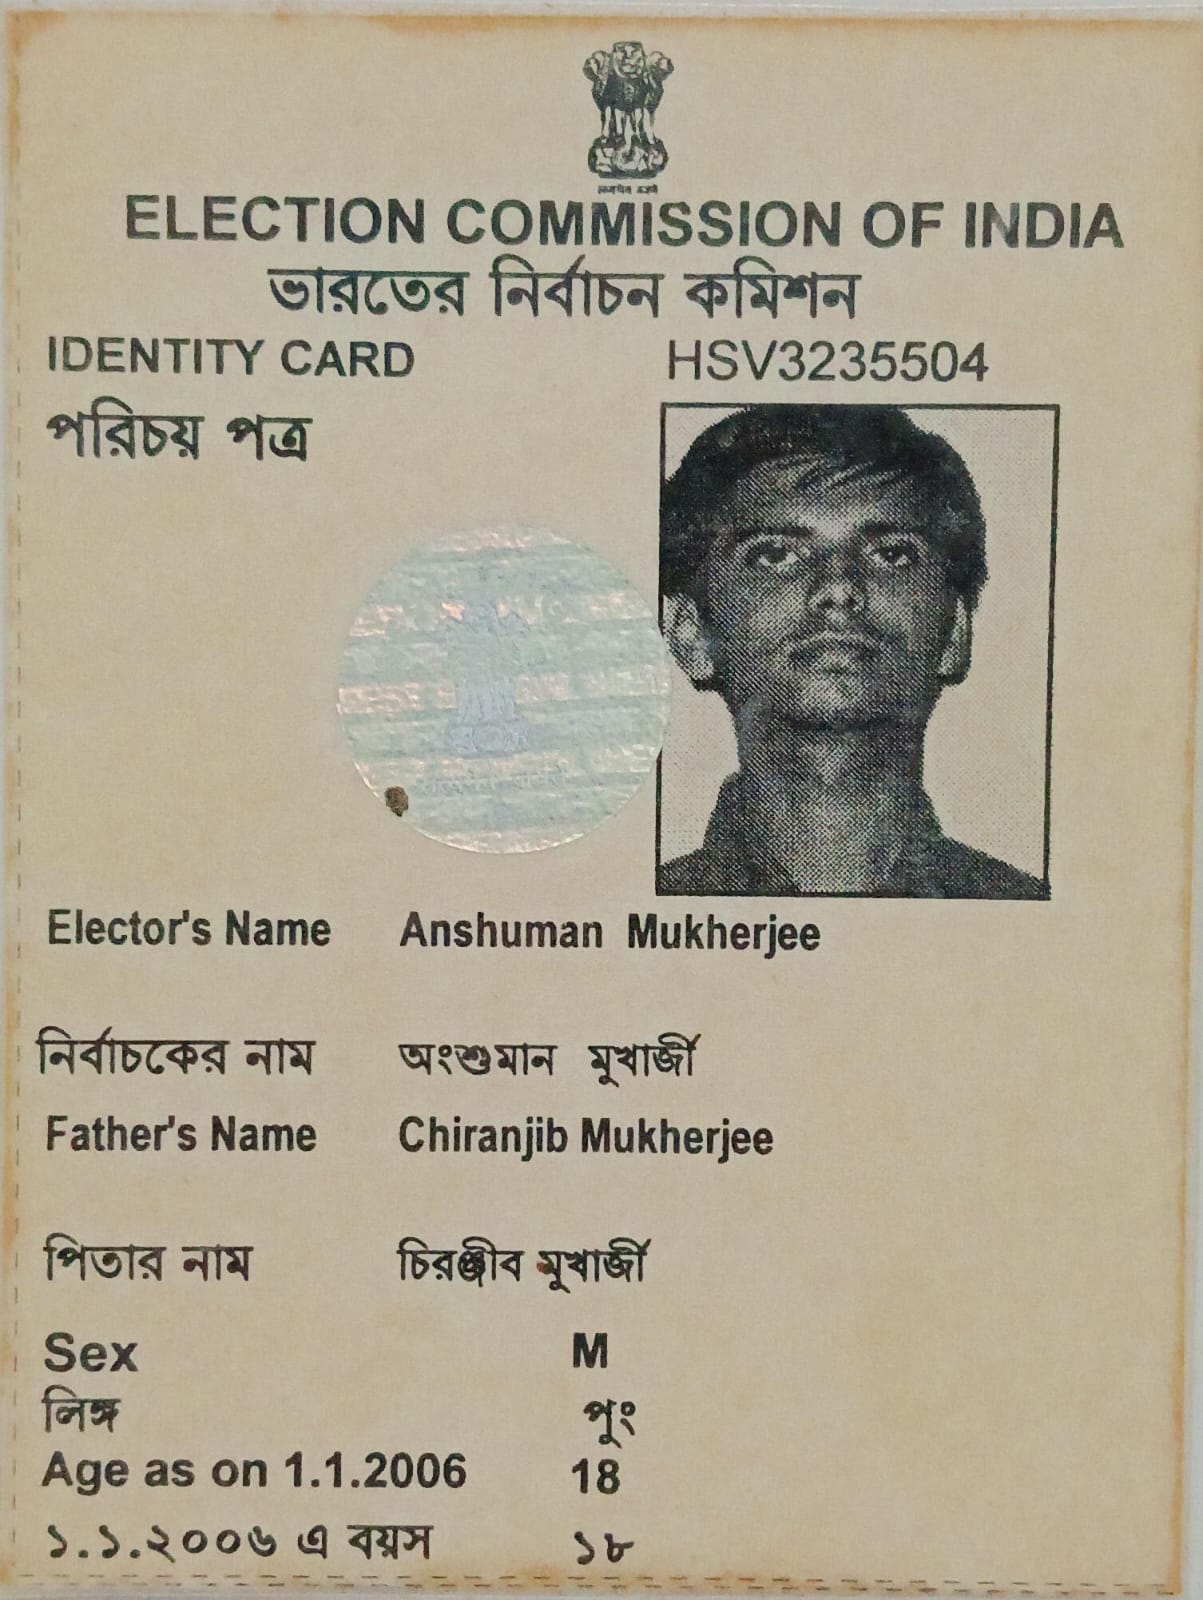 ELECTION COMMISSION OF INDIA
ভারতের নির্বাচন কমিশন
IDENTITY CARD HSV3235504
পরিচয় পত্র
Elector's Name Anshuman Mukherjee
নির্বাচকের নাম অংশুমান মুখার্জী
Father's Name Chiranjib Mukherjee
পিতার নাম চিরঞ্জীব মুখার্জী
Sex M
লিঙ্গ পুং
Age as on 1.1.2006 18
১.১.২০০৬ এ বয়স ১৮